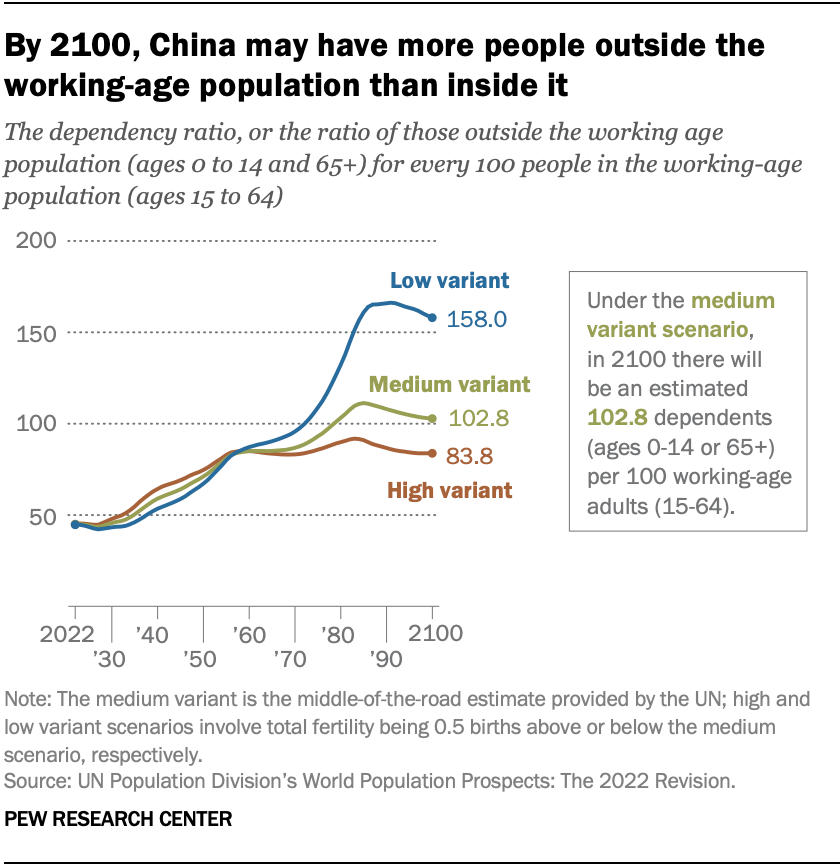 By 2100, China may have more people outside the
working-age population than inside it
The dependency ratio, or the ratio of those outside the working age
population (ages 0 to 14 and 65+) for every 100 people in the working-age
population (ages 15 to 64)
200
150
100
50
Low variant
158.0
Medium variant
102.8
83.8
High variant
Under the medium
variant scenario,
in 2100 there will
be an estimated
102.8 dependents
(ages 0-14 or 65+)
per 100 working-age
adults (15-64).
2022 ’40 ’60 ’80 2100
’30 ’50 ’70 ’90
Note: The medium variant is the middle-of-the-road estimate provided by the UN; high and
low variant scenarios involve total fertility being 0.5 births above or below the medium
scenario, respectively.
Source: UN Population Division’s World Population Prospects: The 2022 Revision.
PEW RESEARCH CENTER